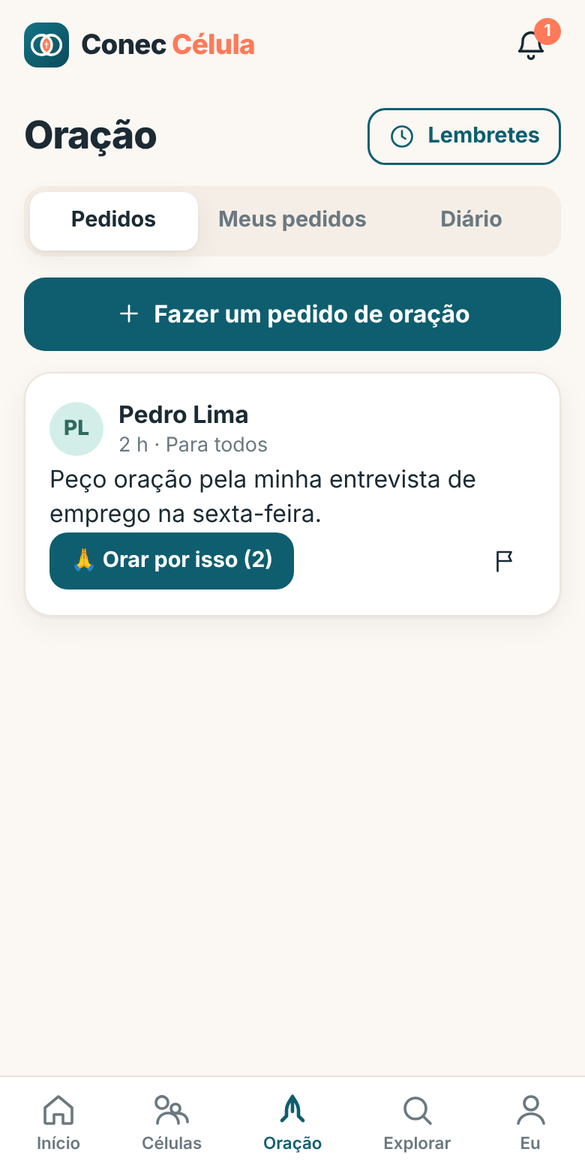 Conec Célula
1
Oração
Lembretes
Pedidos
Meus pedidos
Diário
+ Fazer um pedido de oração
PL
Pedro Lima
2 h · Para todos
Peço oração pela minha entrevista de
emprego na sexta-feira.
🙏 Orar por isso (2)
Início
Células
Oração
Explorar
Eu